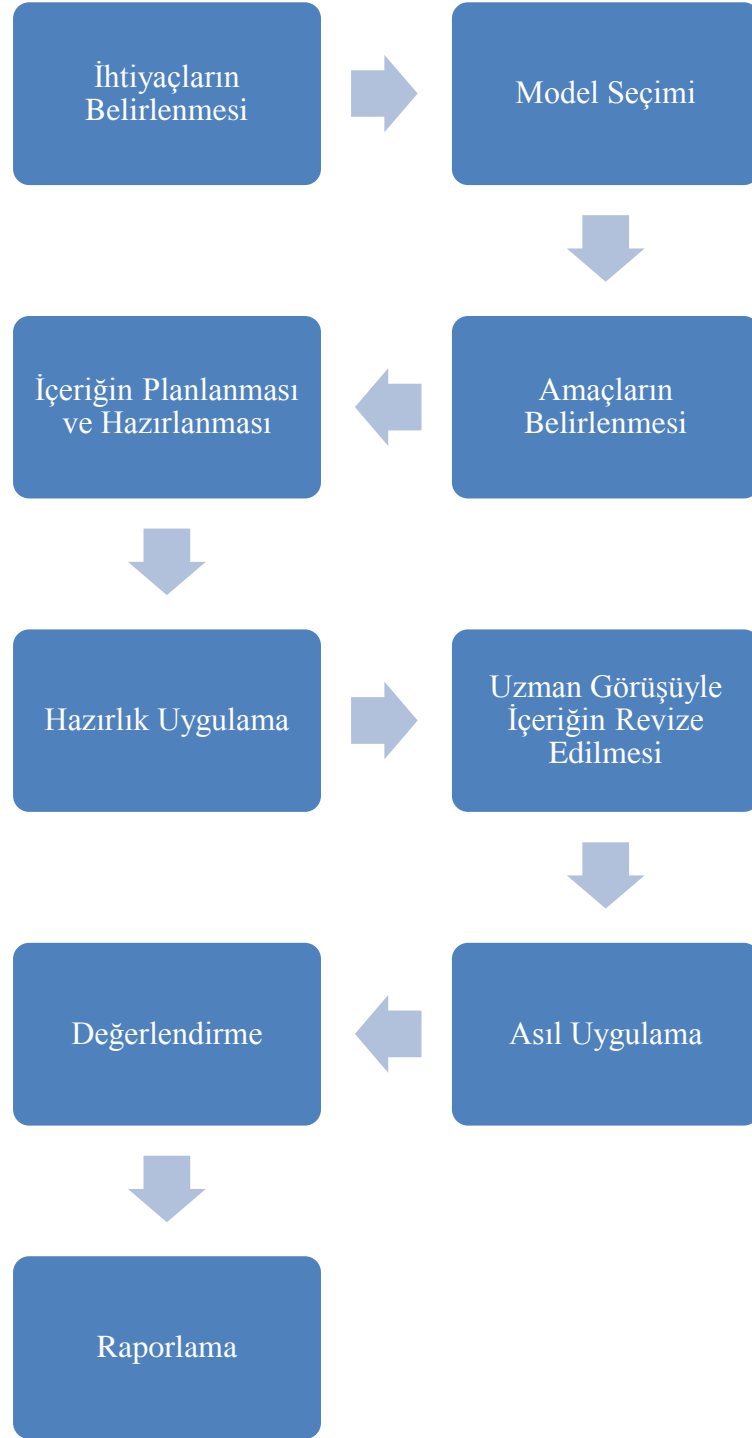 İhtiyaçların
Belirlenmesi
Model Seçimi
Amaçların
Belirlenmesi
İçeriğin Planlanması
ve Hazırlanması
Hazırlık Uygulama
Uzman Görüşüyle
İçeriğin Revize
Edilmesi
Asıl Uygulama
Değerlendirme
Raporlama